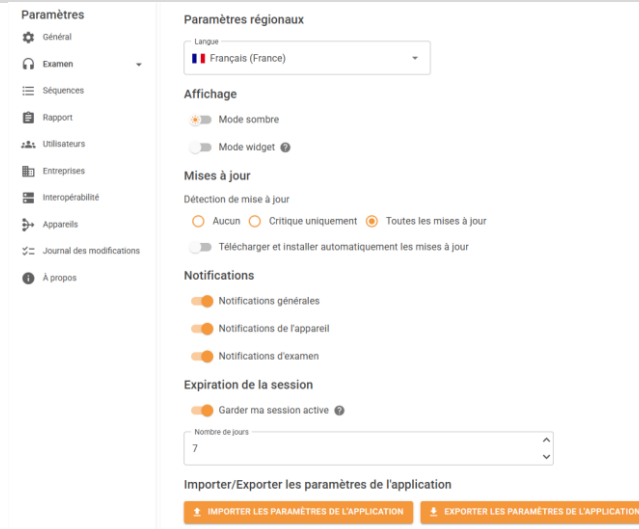 Paramètres
Général
Examen
Séquences
Rapport
Utilisateurs
Entreprises
Interopérabilité
Appareils
Journal des modifications
À propos
Paramètres régionaux
Langue
Français (France)
Affichage
Mode sombre
Mode widget ?
Mises à jour
Détection de mise à jour
Aucun Critique uniquement Toutes les mises à jour
Télécharger et installer automatiquement les mises à jour
Notifications
Notifications générales
Notifications de l'appareil
Notifications d'examen
Expiration de la session
Garder ma session active ?
Nombre de jours
7
Importer/Exporter les paramètres de l'application
IMPORTER LES PARAMÈTRES DE L'APPLICATION EXPORTER LES PARAMÈTRES DE L'APPLICATION